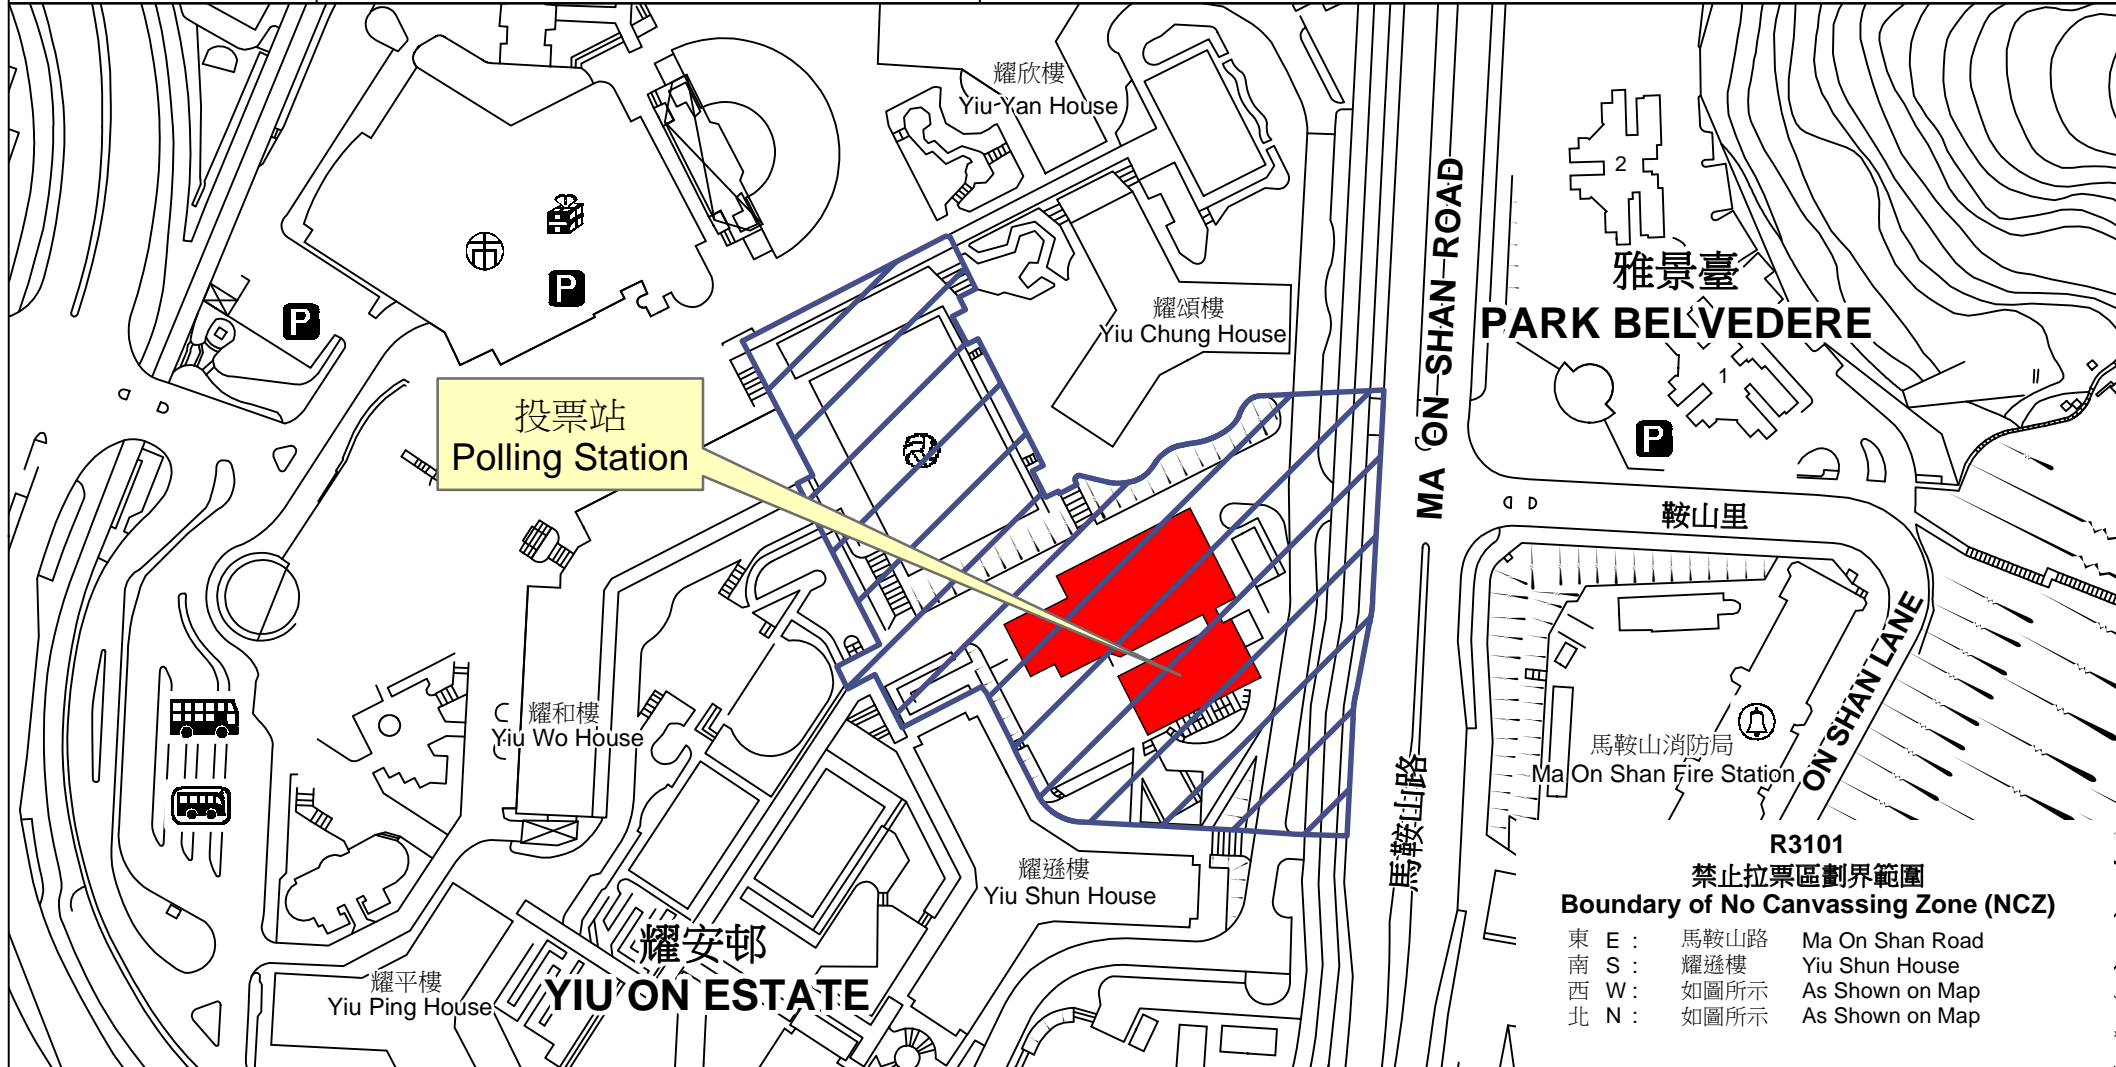 耀欣樓
Yiu Yan House
2
MA ON SHAN ROAD
雅景臺
PARK BELVEDERE
耀頌樓
Yiu Chung House
P
P
1
II
投票站
Polling Station
P
鞍山里
ON SHAN LANE
耀和樓
Yiu Wo House
馬鞍山消防局
Ma On Shan Fire Station
馬鞍山路
耀遜樓
Yiu Shun House
耀安邨
YIU ON ESTATE
耀平樓
Yiu Ping House
R3101
禁止拉票區劃界範圍
Boundary of No Canvassing Zone (NCZ)
東 E : 馬鞍山路 Ma On Shan Road
南 S : 耀遜樓 Yiu Shun House
西 W : 如圖所示 As Shown on Map
北 N : 如圖所示 As Shown on Map